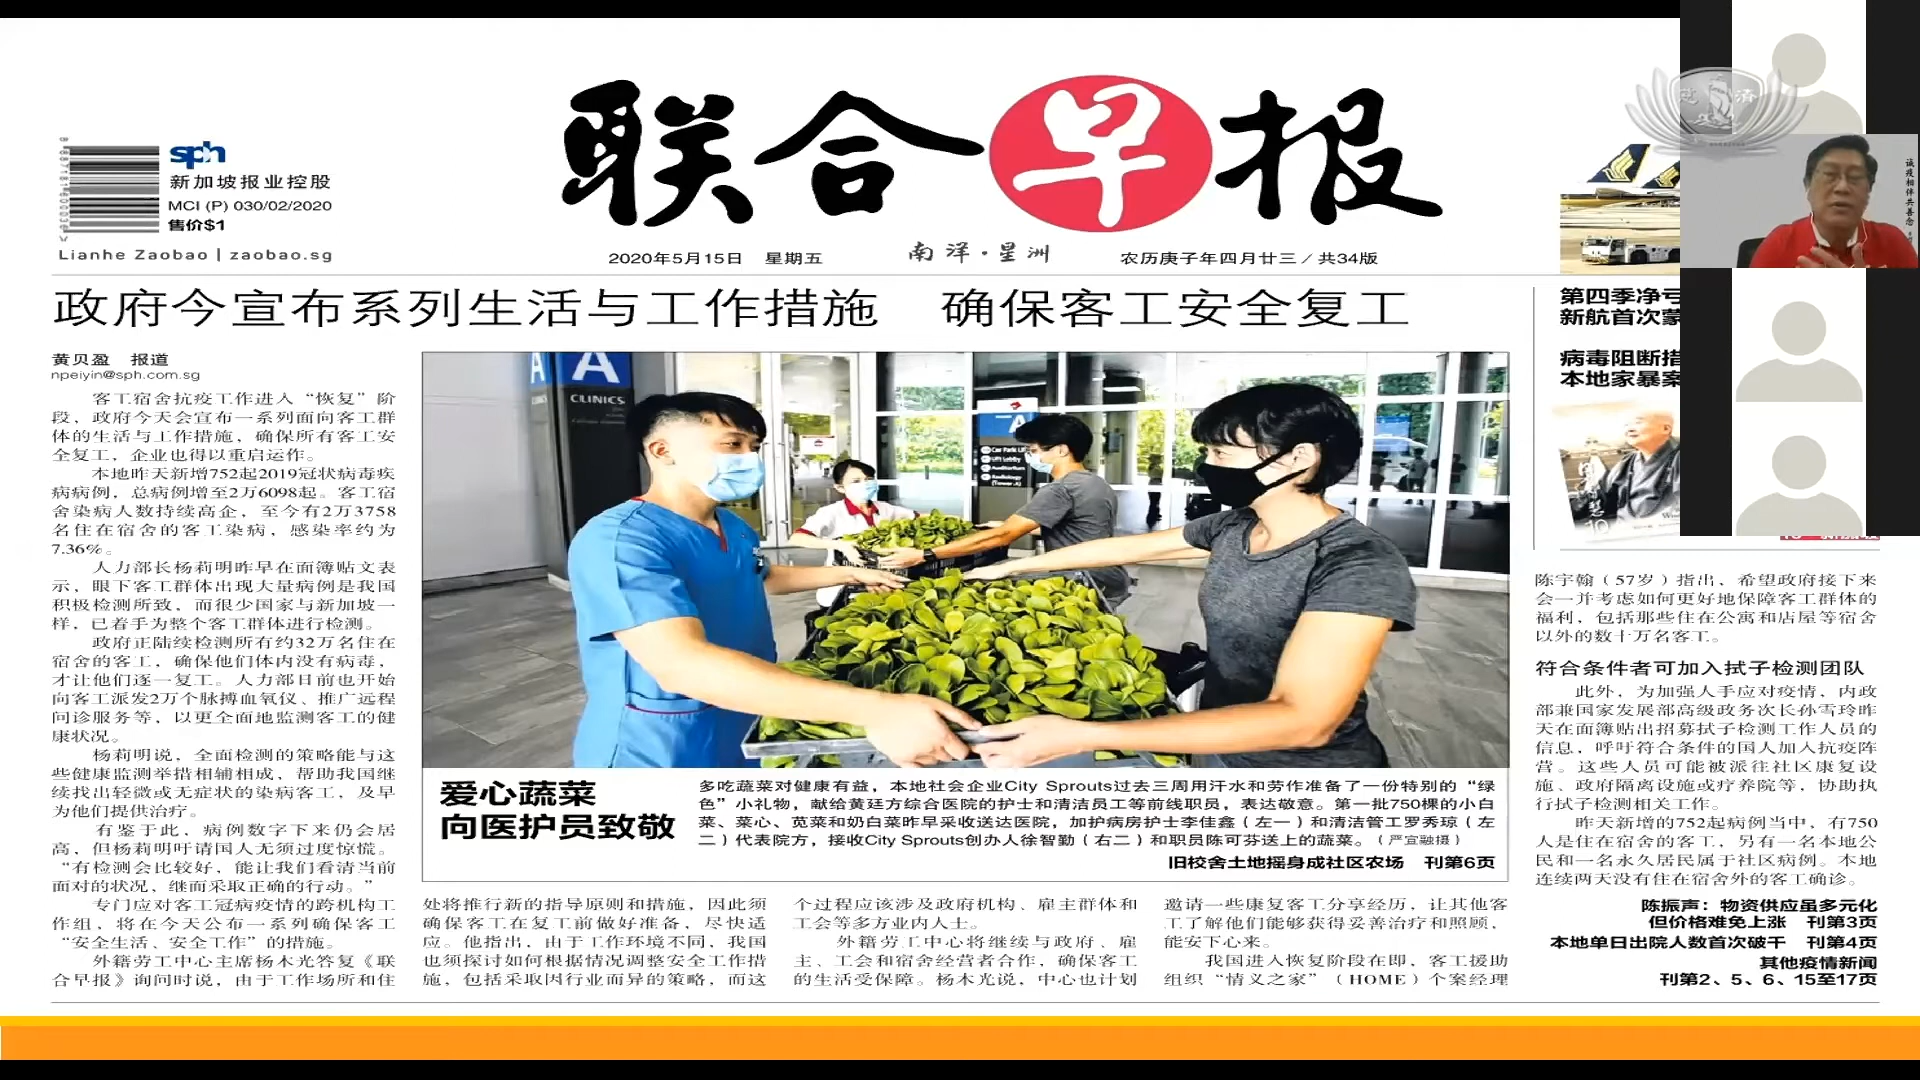 联合早报
sph
新加坡报业控股
MCI (P) 030/02/2020
售价$1
Lianhe Zaobao | zaobao.sg
2020年5月15日 星期五
南洋·星洲
农历庚子年四月廿三／共34版
政府今宣布系列生活与工作措施 确保客工安全复工
黄贝盈 报道
npeiyin@sph.com.sg
客工宿舍抗疫工作进入“恢复”阶
段，政府今天会宣布一系列面向客工群
体的生活与工作措施，确保所有客工安
全复工，企业也得以重启运作。
本地昨天新增752起2019冠状病毒疾
病病例，总病例增至2万6098起。客工宿
舍染病人数持续高企，至今有2万3758
名住在宿舍的客工染病，感染率约为
7.36%。
人力部长杨莉明昨早在面簿贴文表
示，眼下客工群体出现大量病例是我国
积极检测所致，而很少国家与新加坡一
样，已着手为整个客工群体进行检测。
政府正陆续检测所有约32万名住在
宿舍的客工，确保他们体内没有病毒，
才让他们逐一复工。人力部日前也开始
向客工派发2万个脉搏血氧仪、推广远程
问诊服务等，以更全面地监测客工的健
康状况。
杨莉明说，全面检测的策略能与这
些健康监测举措相辅相成，帮助我国继
续找出轻微或无症状的染病客工，及早
为他们提供治疗。
有鉴于此，病例数字下来仍会居
高，但杨莉明吁请国人无须过度惊慌。
“有检测会比较好，能让我们看清当前
面对的状况、继而采取正确的行动。”
专门应对客工冠病疫情的跨机构工
作组，将在今天公布一系列确保客工
“安全生活、安全工作”的措施。
外籍劳工中心主席杨木光答复《联
合早报》询问时说，由于工作场所和住
A
A
CLINICS
A
Car Park Lift
Lift Lobby
Auditorium
Radiology
(Tower A)
爱心蔬菜
向医护员致敬
多吃蔬菜对健康有益，本地社会企业City Sprouts过去三周用汗水和劳作准备了一份特别的“绿
色”小礼物，献给黄廷方综合医院的护士和清洁员工等前线职员，表达敬意。第一批750棵的小白
菜、菜心、苋菜和奶白菜昨早采收送达医院，加护病房护士李佳鑫（左一）和清洁管工罗秀琼（左
二）代表院方，接收City Sprouts创办人徐智勤（右二）和职员陈可芬送上的蔬菜。（严宣融摄）
旧校舍土地摇身成社区农场 刊第6页
处将推行新的指导原则和措施，因此须
确保客工在复工前做好准备，尽快适
应。他指出，由于工作环境不同，我国
也须探讨如何根据情况调整安全工作措
施，包括采取因行业而异的策略，而这
个过程应该涉及政府机构、雇主群体和
工会等多方业内人士。
外籍劳工中心将继续与政府、雇
主、工会和宿舍经营者合作，确保客工
的生活受保障。杨木光说，中心也计划
邀请一些康复客工分享经历，让其他客
工了解他们能够获得妥善治疗和照顾，
能安下心来。
我国进入恢复阶段在即，客工援助
组织“情义之家”（HOME）个案经理
第四季净亏
新航首次蒙
病毒阻断措
本地家暴案
陈宇翰（57岁）指出，希望政府接下来
会一并考虑如何更好地保障客工群体的
福利，包括那些住在公寓和店屋等宿舍
以外的数十万名客工。
符合条件者可加入拭子检测团队
此外，为加强人手应对疫情，内政
部兼国家发展部高级政务次长孙雪玲昨
天在面簿贴出招募拭子检测工作人员的
信息，呼吁符合条件的国人加入抗疫阵
营。这些人员可能被派往社区康复设
施、政府隔离设施或疗养院等，协助执
行拭子检测相关工作。
昨天新增的752起病例当中，有750
人是住在宿舍的客工，另有一名本地公
民和一名永久居民属于社区病例。本地
连续两天没有住在宿舍外的客工确诊。
陈振声：物资供应虽多元化
但价格难免上涨 刊第3页
本地单日出院人数首次破千 刊第4页
其他疫情新闻
刊第2、5、6、15至17页
慈濟
诚疫相伴共善念